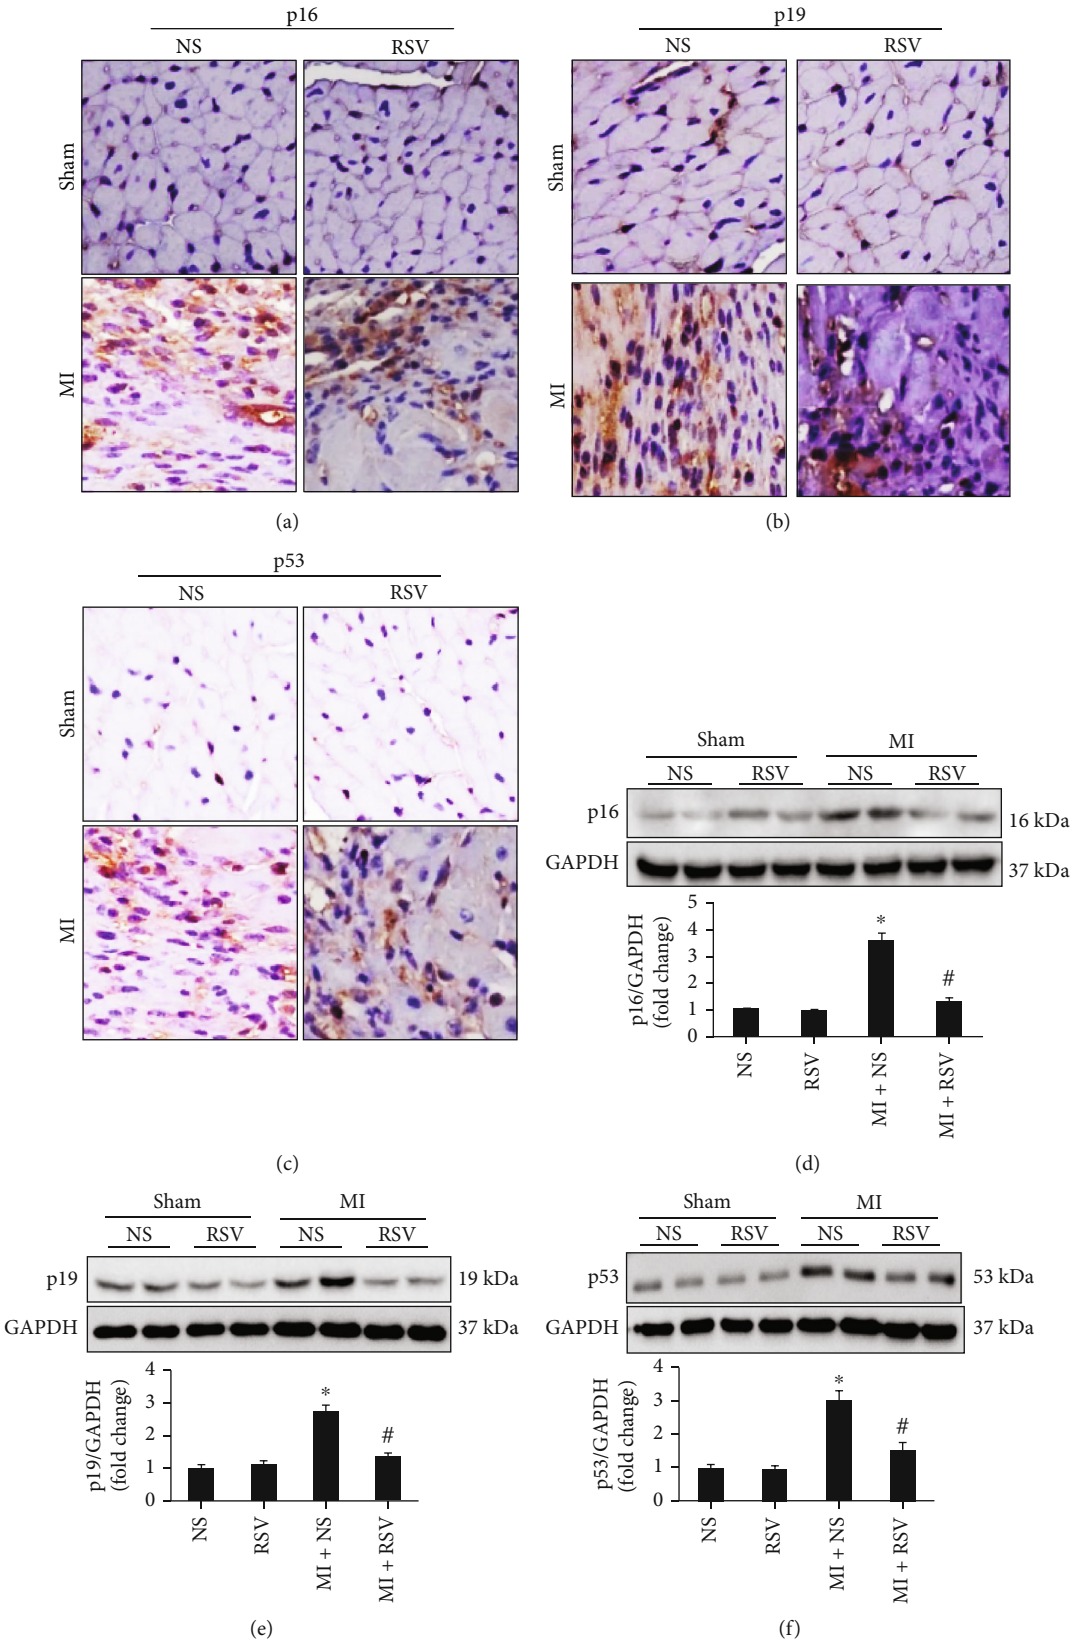 p16
NS RSV
Sham
MI
(a)
p19
NS RSV
Sham
MI
(b)
p53
NS RSV
Sham
MI
(c)
Sham MI
NS RSV NS RSV
p16 16 kDa
GAPDH 37 kDa
p16/GAPDH
(fold change)
5
4
3
2
1
0
*
#
NS
RSV
MI + NS
MI + RSV
(d)
Sham MI
NS RSV NS RSV
p19 19 kDa
GAPDH 37 kDa
p19/GAPDH
(fold change)
4
3
2
1
0
*
#
NS
RSV
MI + NS
MI + RSV
(e)
Sham MI
NS RSV NS RSV
p53 53 kDa
GAPDH 37 kDa
p53/GAPDH
(fold change)
4
3
2
1
0
*
#
NS
RSV
MI + NS
MI + RSV
(f)